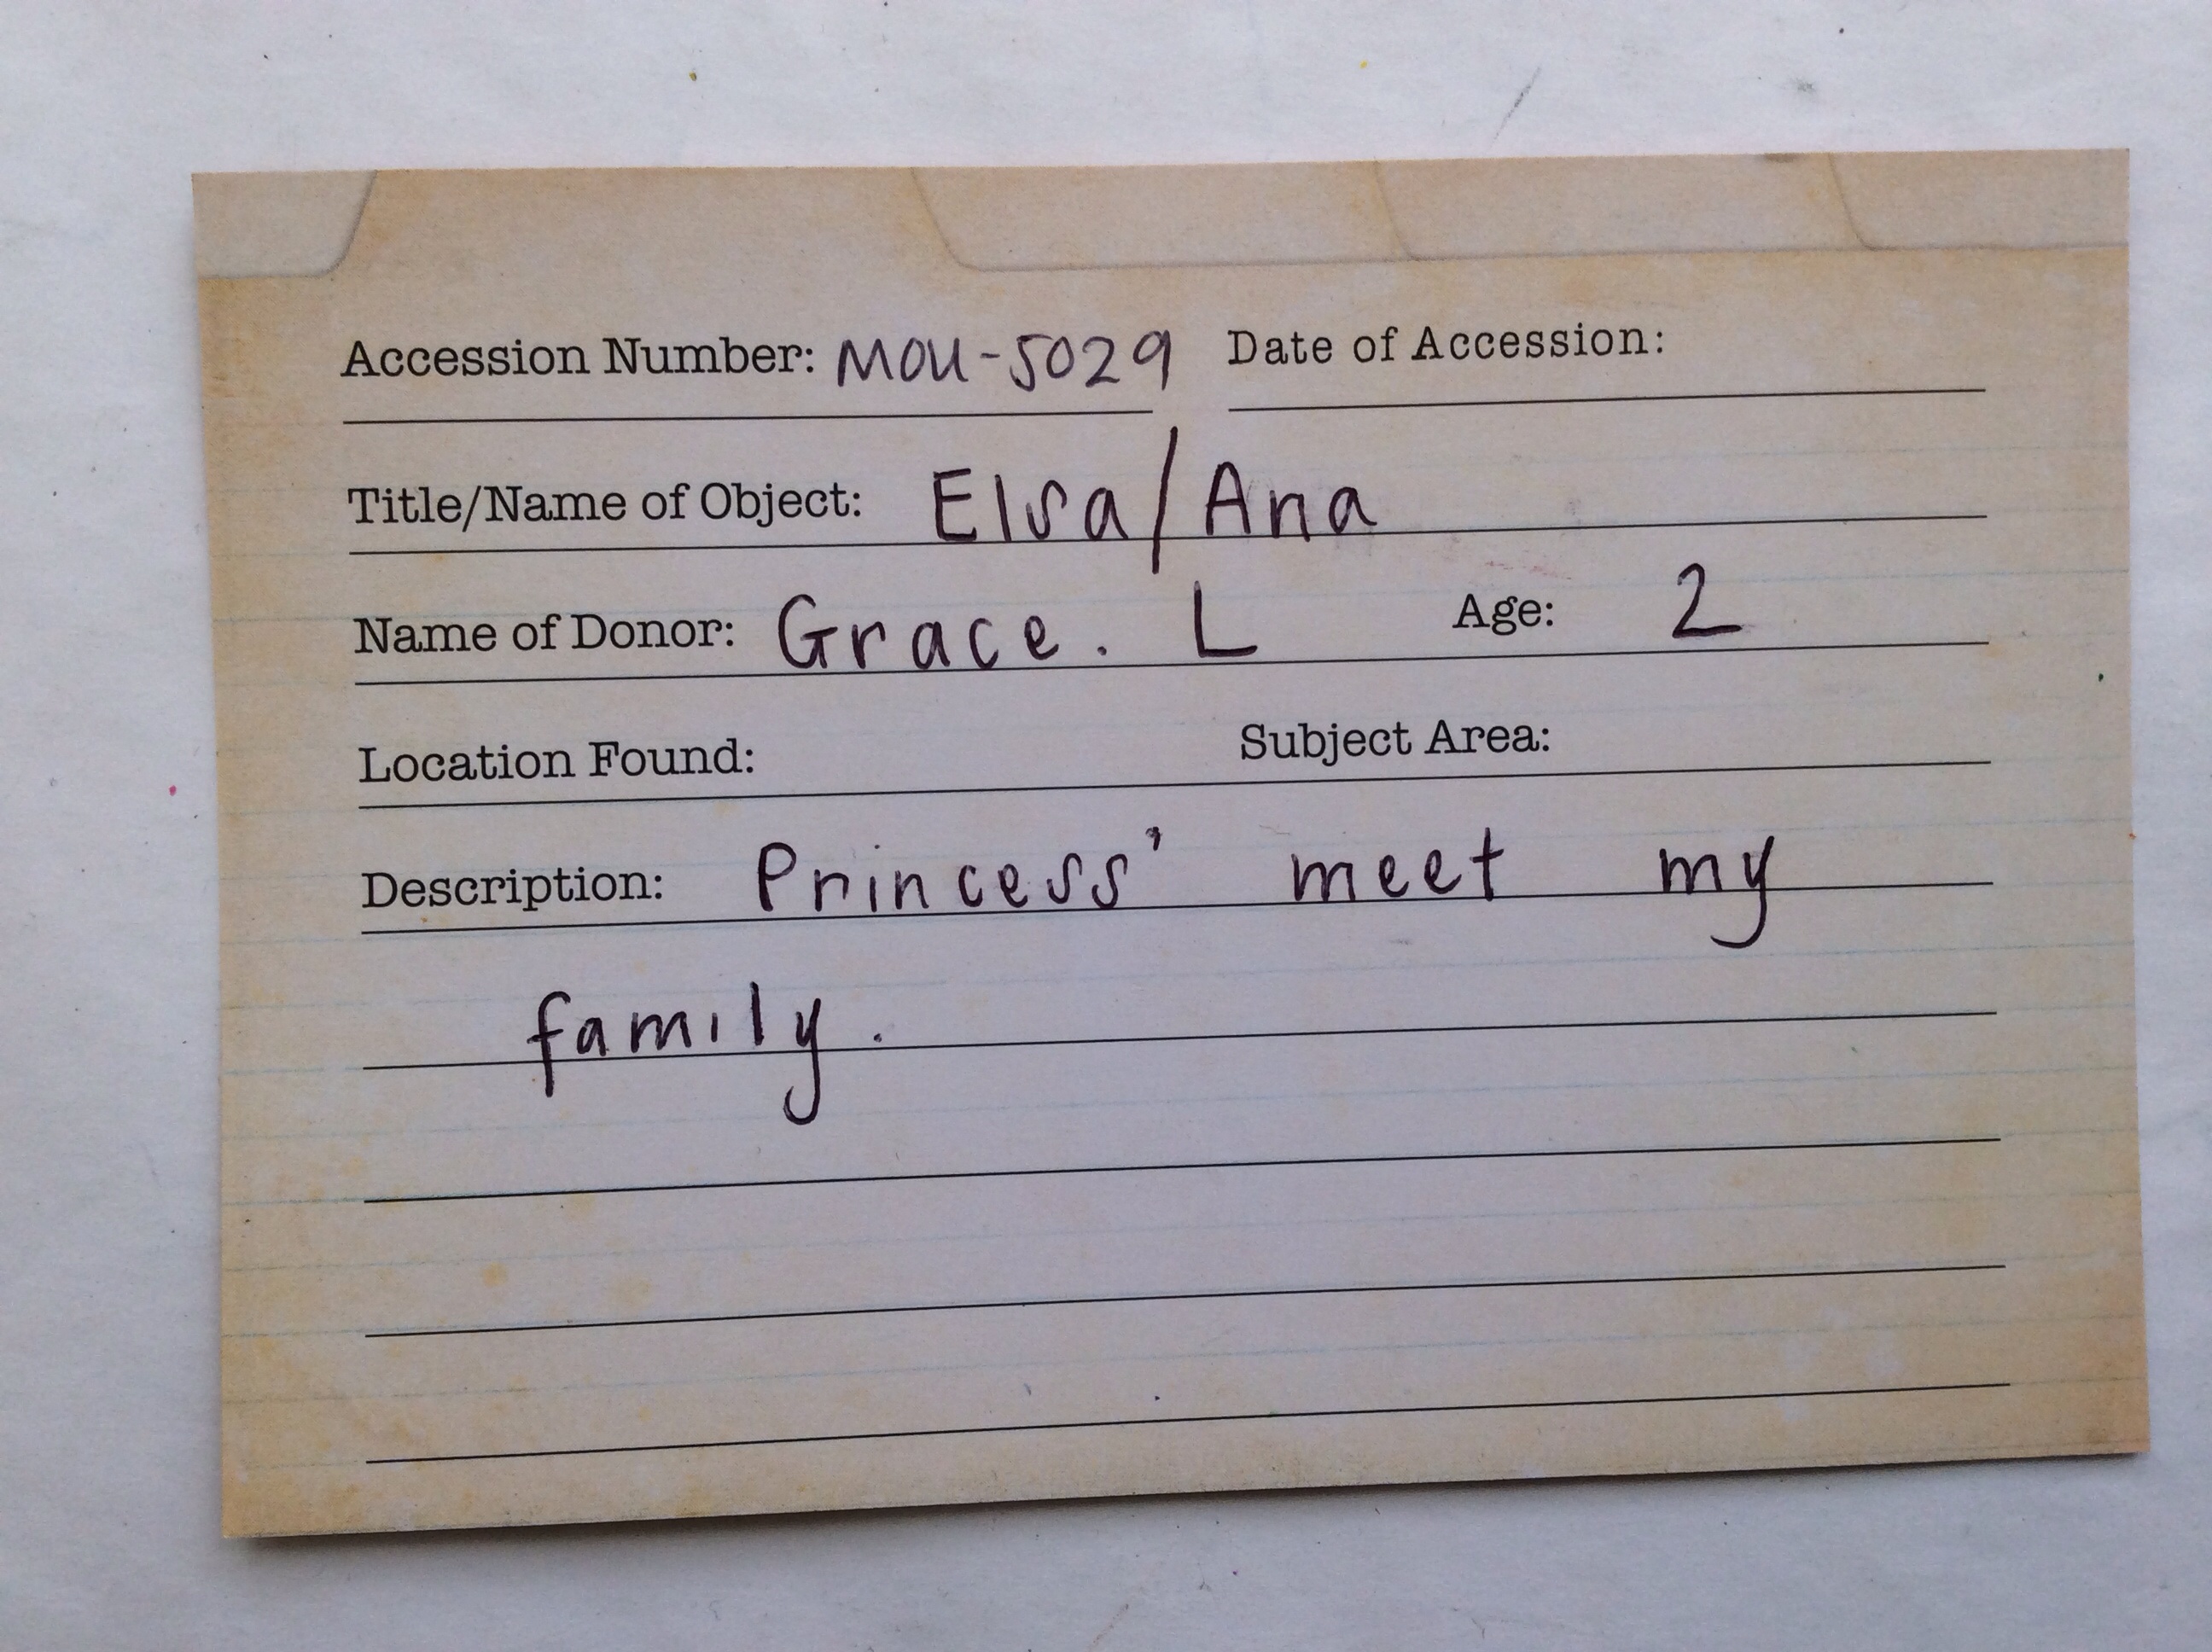 Accession Number: MOU-5029 Date of Accession:
Title/Name of Object: Elsa/Ana
Name of Donor: Grace. L Age: 2
Location Found: Subject Area:
Description: Princess' meet my
family.